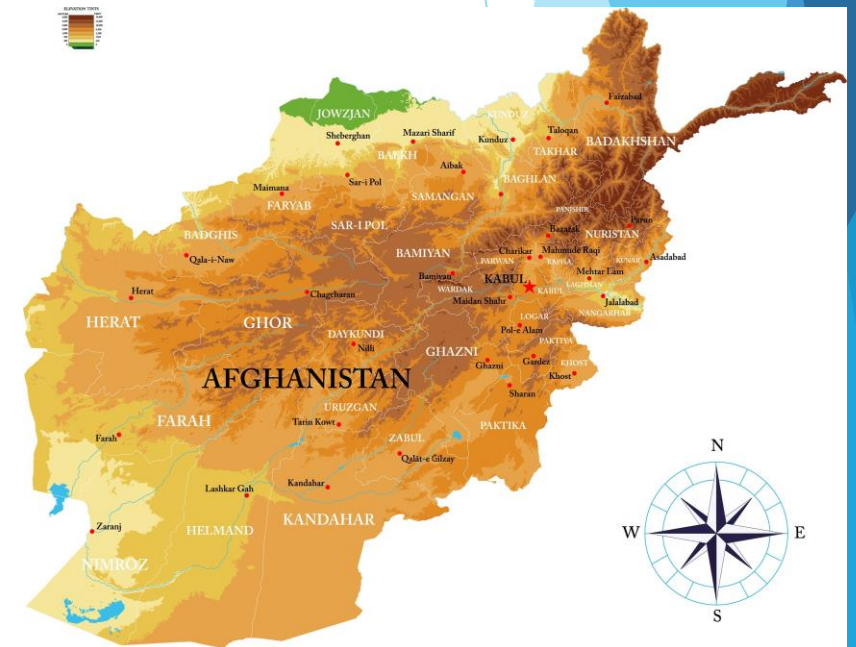 ELEVATION TINTS
JOWZJAN
Sheberghan
Mazari Sharif
BALKH
KUNDUZ
Kunduz
Faizabad
Taloqan
TAKHAR
BADAKHSHAN
Aibak
BAGHLAN
Sar-i Pol
Maimana
FARYAB
SAMANGAN
SAR-I POL
PANJSHIR
Bazarak
Parun
NURISTAN
BADGHIS
Qala-i-Naw
BAMIYAN
Bamiyan
Charikar
Mahmude Raqi
PARWAN
KAPISA
KUNAR
Asadabad
Mehtar Lam
LAGHMAN
KABUL
KABUL
WARDAK
Maidan Shahr
Jalalabad
NANGARHAR
Herat
HERAT
Chagcharan
GHOR
DAYKUNDI
Nilli
LOGAR
Pol-e Alam
PAKTIYA
GHAZNI
Ghazni
Gardez
KHOST
Khost
Sharan
PAKTIKA
AFGHANISTAN
URUZGAN
Tarin Kowt
FARAH
Farah
ZABUL
Qalāt-e Gilzay
Lashkar Gah
Kandahar
KANDAHAR
HELMAND
Zaranj
NIMROZ
N
W
E
S